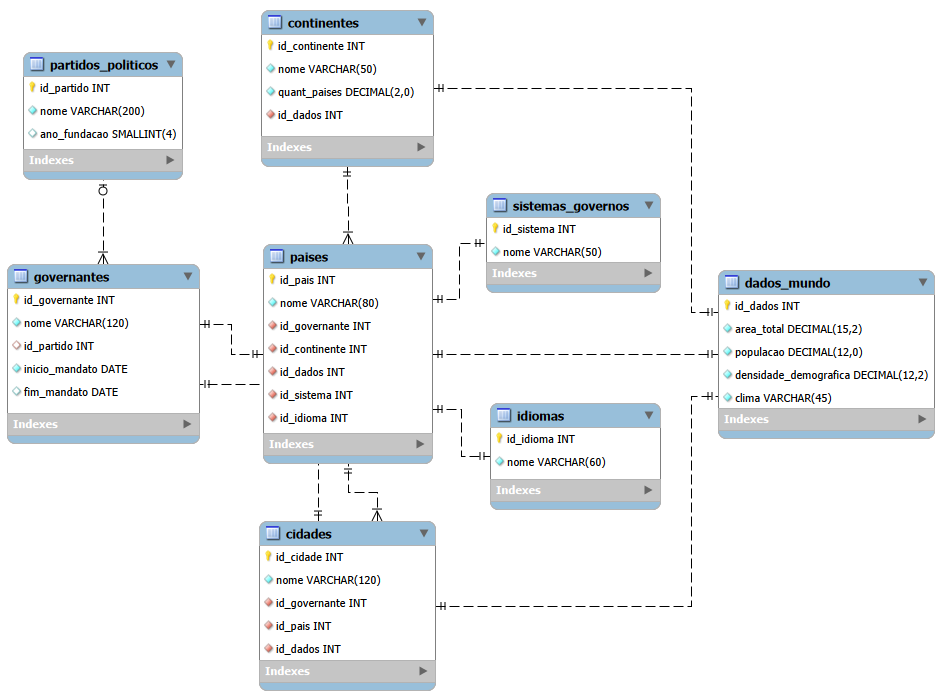 continentes
id_continente INT
nome VARCHAR(50)
quant_paises DECIMAL(2,0)
id_dados INT
Indexes
partidos_politicos
id_partido INT
nome VARCHAR(200)
ano_fundacao SMALLINT(4)
Indexes
sistemas_governos
id_sistema INT
nome VARCHAR(50)
Indexes
governantes
id_governante INT
nome VARCHAR(120)
id_partido INT
inicio_mandato DATE
fim_mandato DATE
Indexes
paises
id_pais INT
nome VARCHAR(80)
id_governante INT
id_continente INT
id_dados INT
id_sistema INT
id_idioma INT
Indexes
dados_mundo
id_dados INT
area_total DECIMAL(15,2)
populacao DECIMAL(12,0)
densidade_demografica DECIMAL(12,2)
clima VARCHAR(45)
Indexes
idiomas
id_idioma INT
nome VARCHAR(60)
Indexes
cidades
id_cidade INT
nome VARCHAR(120)
id_governante INT
id_pais INT
id_dados INT
Indexes